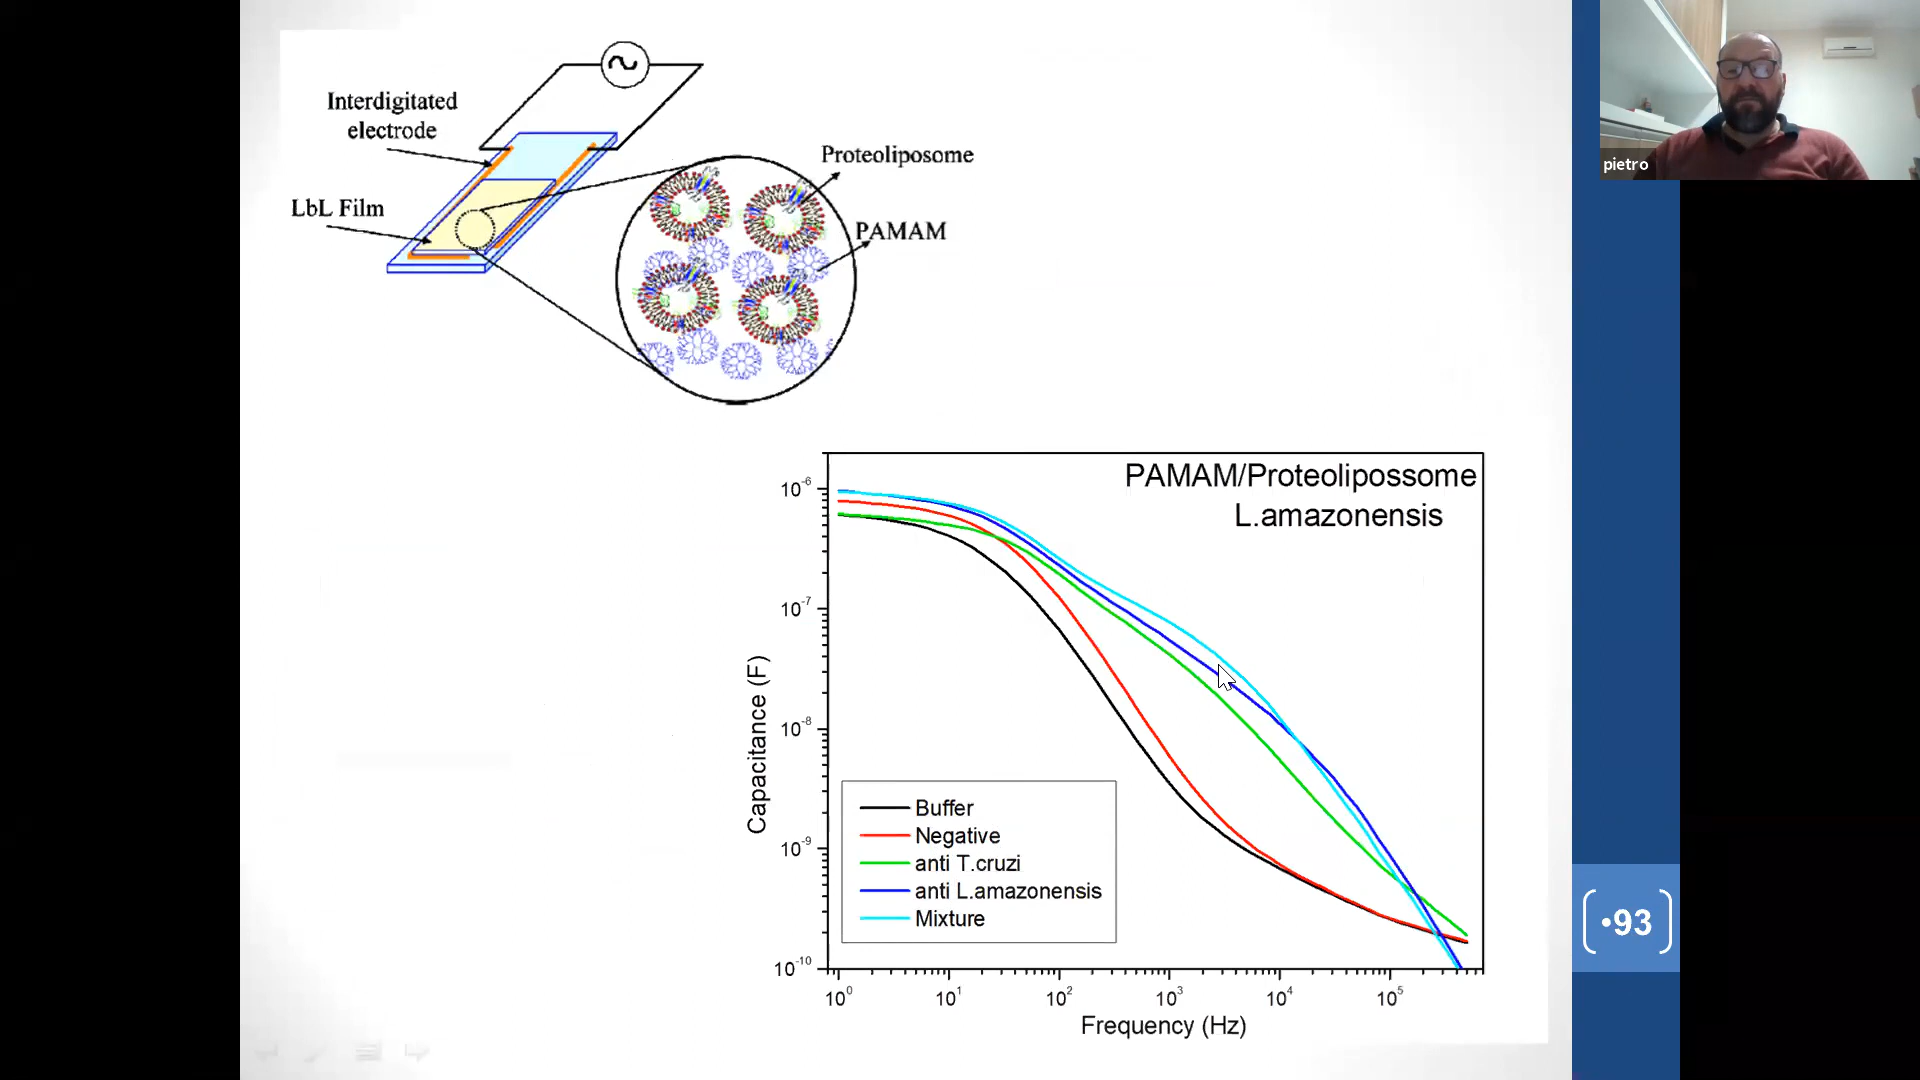 Interdigitated
electrode
LbL Film
Proteoliposome
PAMAM
pietro
PAMAM/Proteolipossome
L.amazonensis
Capacitance (F)
10-6
10-7
10-8
10-9
10-10
Buffer
Negative
anti T.cruzi
anti L.amazonensis
Mixture
100 101 102 103 104 105
Frequency (Hz)
•93